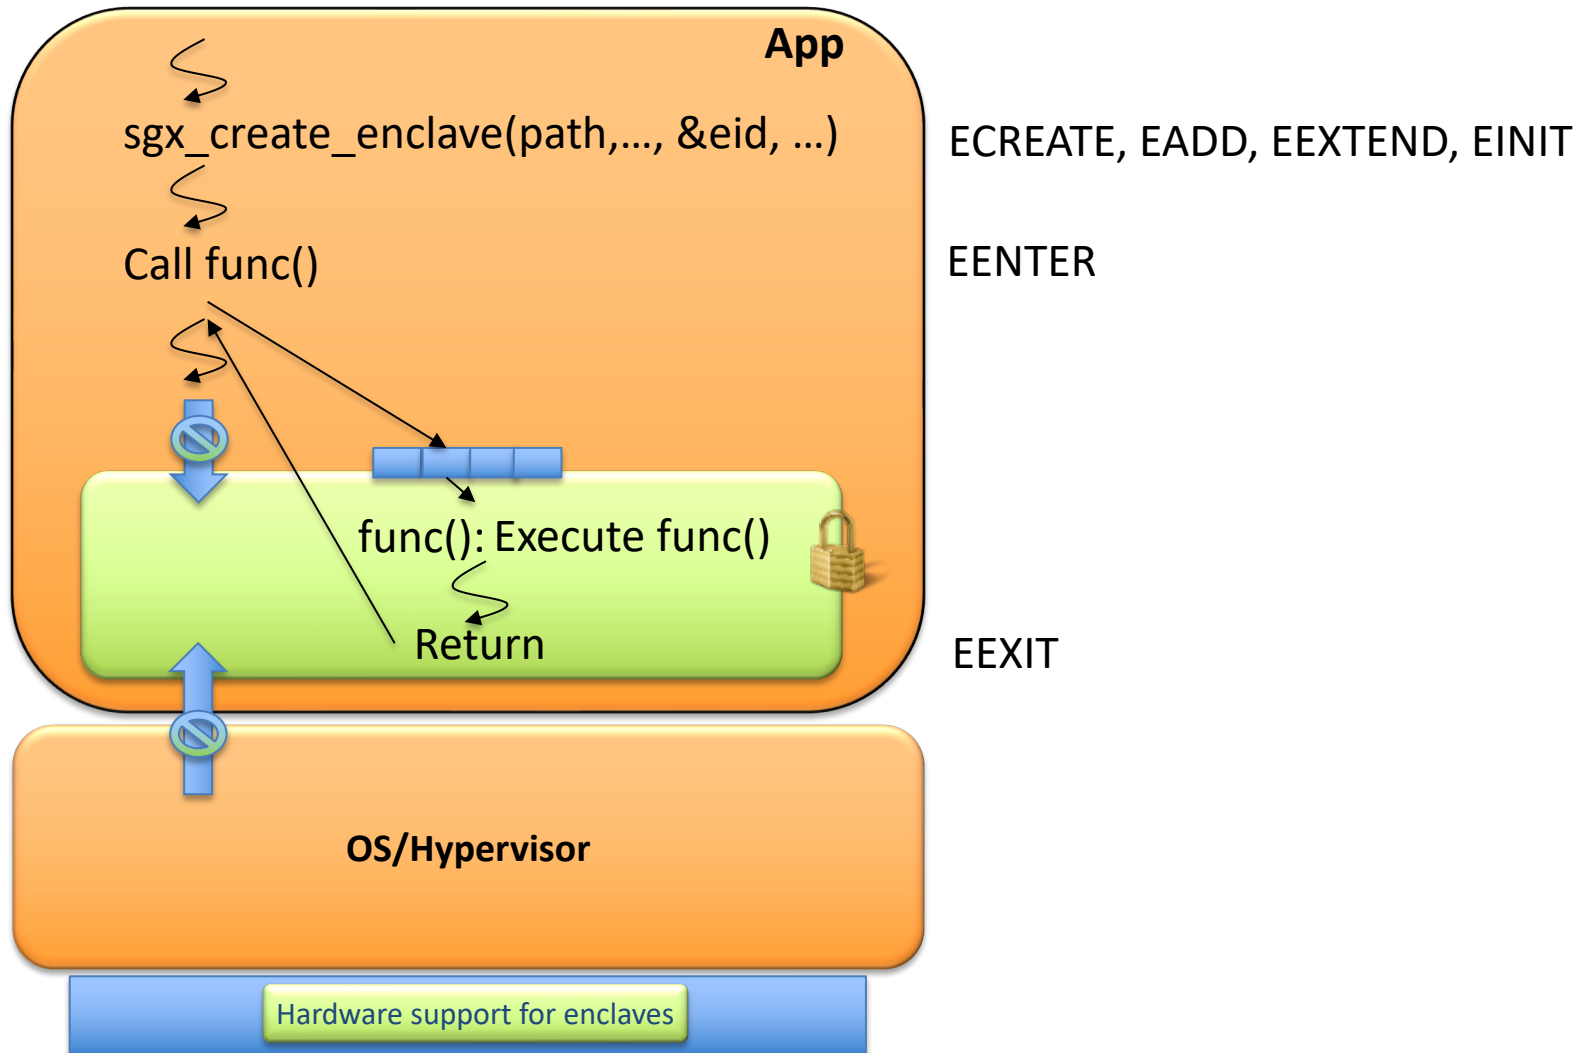 App
sgx_create_enclave(path,…, &eid, …)
ECREATE, EADD, EEXTEND, EINIT
Call func()
EENTER
func(): Execute func()
Return
EEXIT
OS/Hypervisor
Hardware support for enclaves